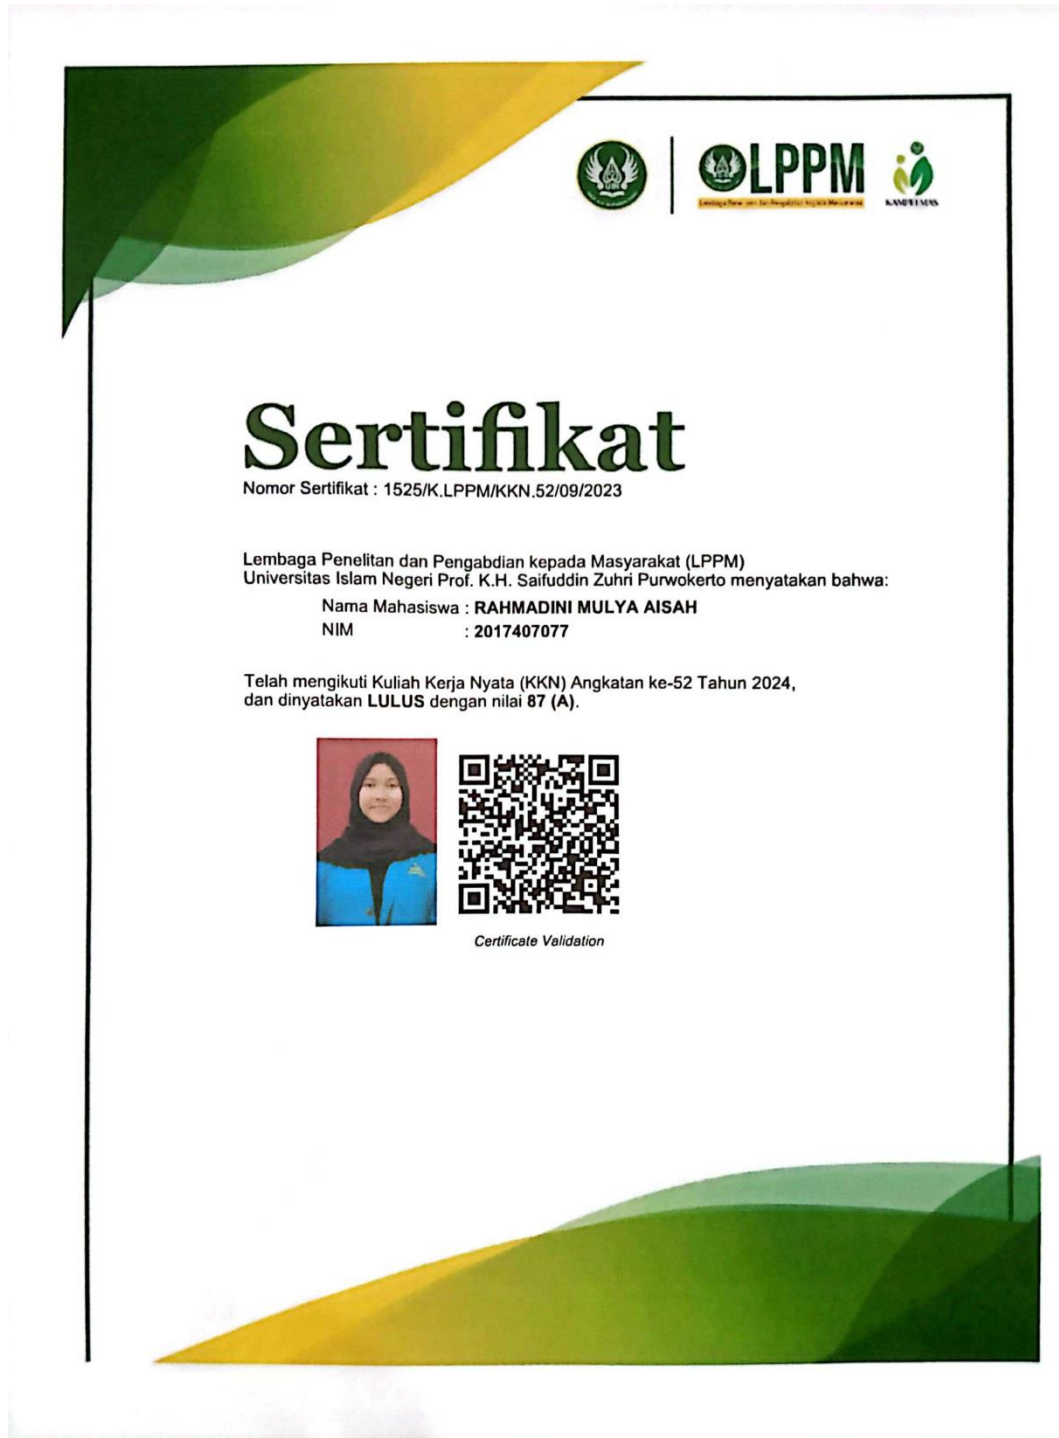 LPPM
KAMPELMAS
Sertifikat
Nomor Sertifikat : 1525/K.LPPM/KKN.52/09/2023
Lembaga Penelitan dan Pengabdian kepada Masyarakat (LPPM)
Universitas Islam Negeri Prof. K.H. Saifuddin Zuhri Purwokerto menyatakan bahwa:
Nama Mahasiswa : RAHMADINI MULYA AISAH
NIM : 2017407077
Telah mengikuti Kuliah Kerja Nyata (KKN) Angkatan ke-52 Tahun 2024,
dan dinyatakan LULUS dengan nilai 87 (A).
Certificate Validation